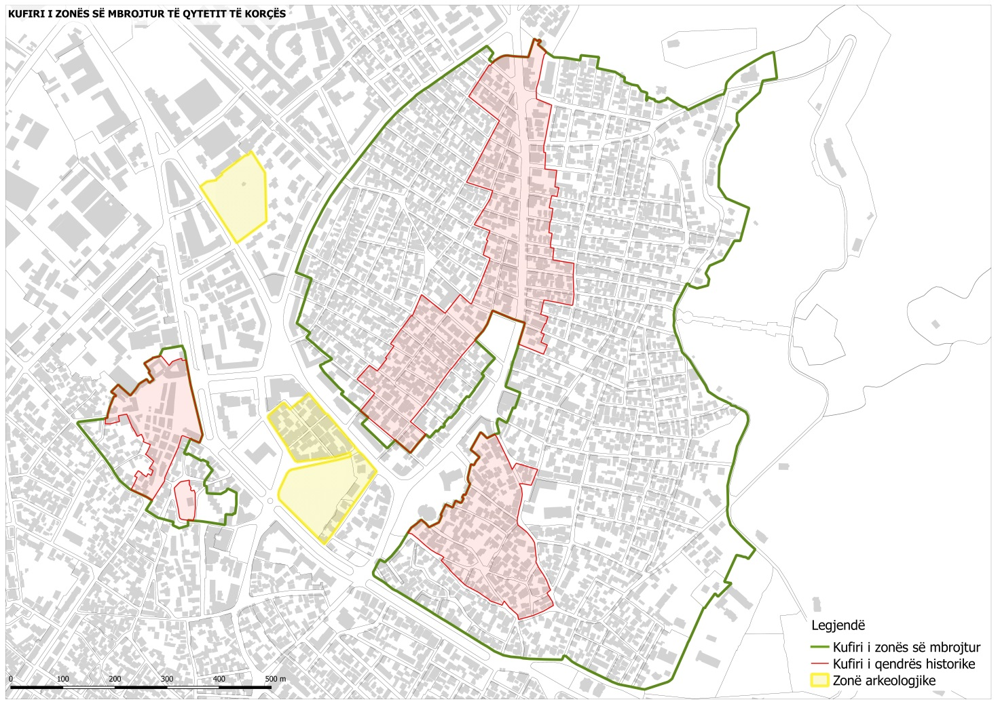 KUFIRI I ZONËS SË MBROJTUR TË QYTETIT TË KORÇËS
Legjendë
Kufiri i zonës së mbrojtur
Kufiri i qendrës historike
Zonë arkeologjike
0 100 200 300 400 500 m